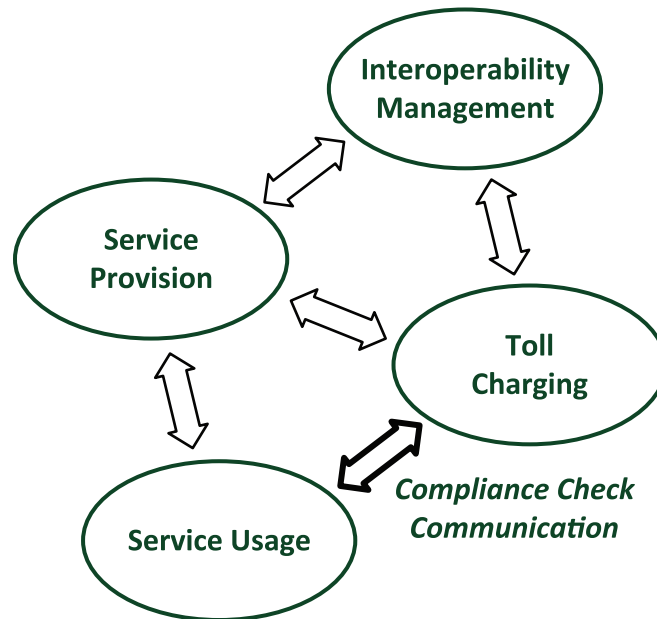 Interoperability
Management
Service
Provision
Toll
Charging
Compliance Check
Communication
Service Usage